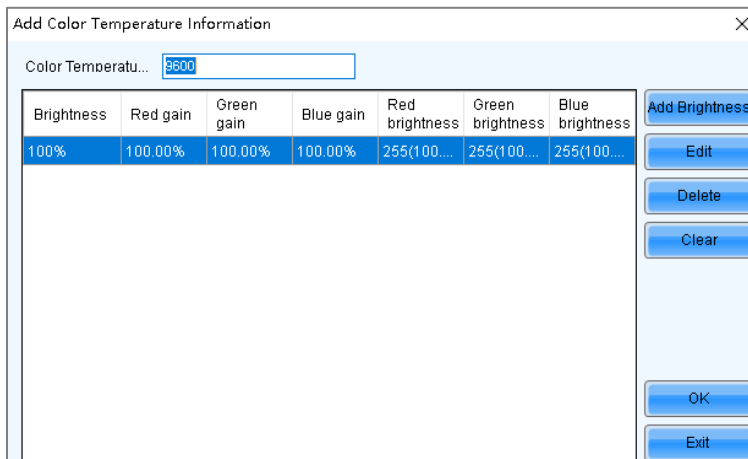 Add Color Temperature Information
Color Temperatu... 9600
Brightness Red gain Green gain Blue gain Red brightness Green brightness Blue brightness
100% 100.00% 100.00% 100.00% 255(100.... 255(100.... 255(100....
Add Brightness
Edit
Delete
Clear
OK
Exit